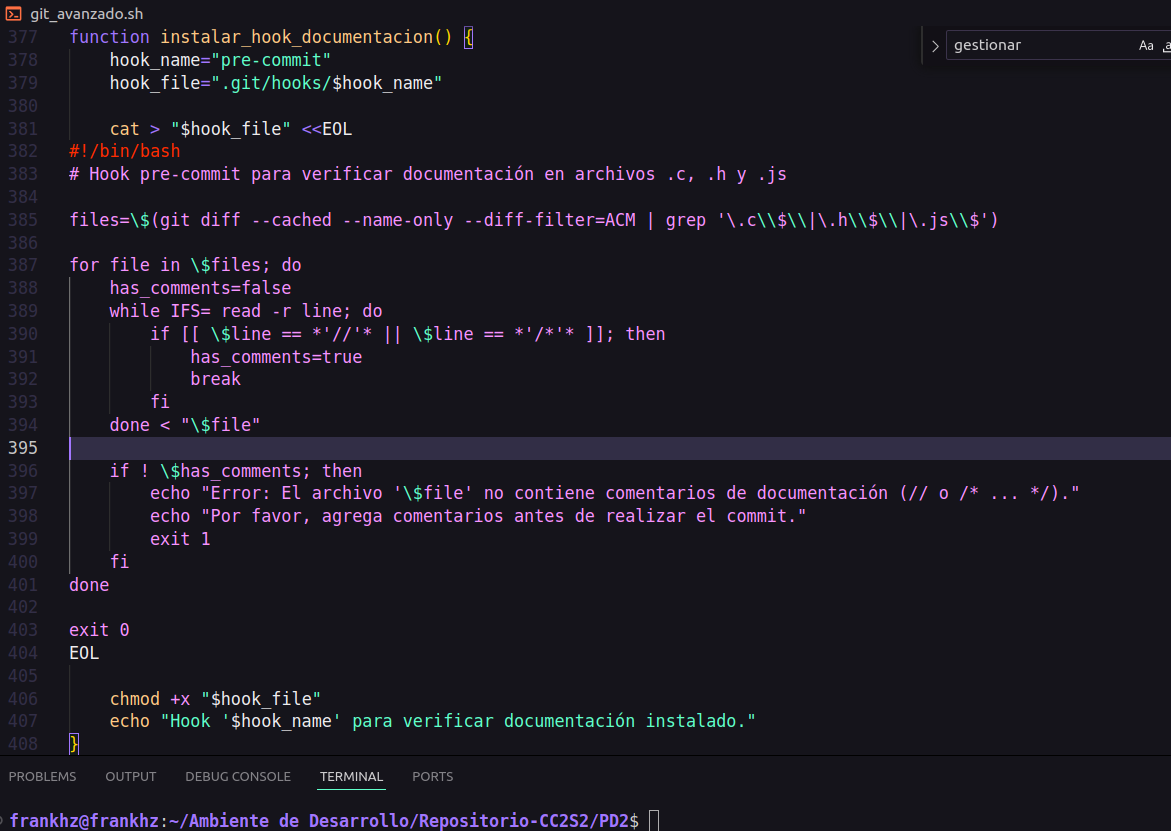 git_avanzado.sh
377 function instalar_hook_documentacion() {
gestionar Aa
378     hook_name="pre-commit"
379     hook_file=".git/hooks/$hook_name"
380
381     cat > "$hook_file" <<EOL
382 #!/bin/bash
383 # Hook pre-commit para verificar documentación en archivos .c, .h y .js
384
385 files=\$(git diff --cached --name-only --diff-filter=ACM | grep '\.c\\$\\|\.h\\$\\|\.js\\$')
386
387 for file in \$files; do
388     has_comments=false
389     while IFS= read -r line; do
390         if [[ \$line == *'//'* || \$line == *'/*'* ]]; then
391             has_comments=true
392             break
393         fi
394     done < "\$file"
395
396     if ! \$has_comments; then
397         echo "Error: El archivo '\$file' no contiene comentarios de documentación (// o /* ... */)."
398         echo "Por favor, agrega comentarios antes de realizar el commit."
399         exit 1
400     fi
401 done
402
403 exit 0
404 EOL
405
406     chmod +x "$hook_file"
407     echo "Hook '$hook_name' para verificar documentación instalado."
408 }
PROBLEMS OUTPUT DEBUG CONSOLE TERMINAL PORTS
frankhz@frankhz:~/Ambiente de Desarrollo/Repositorio-CC2S2/PD2$